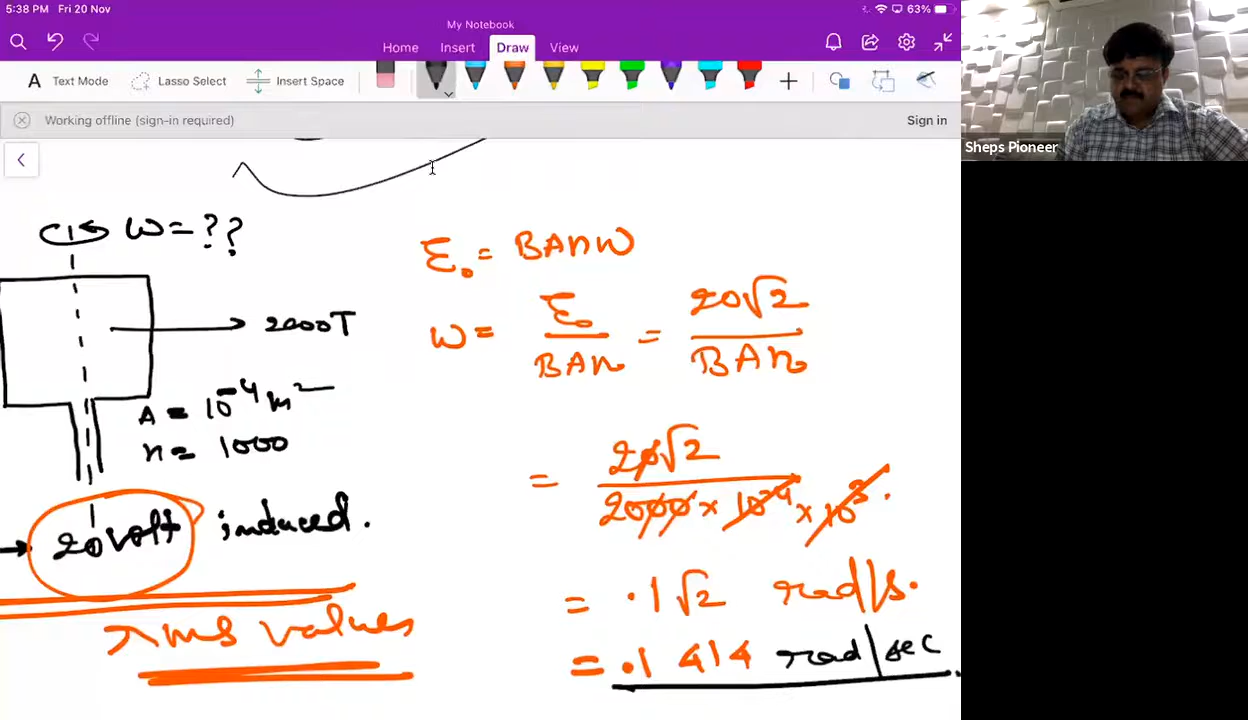 5:38 PM Fri 20 Nov
63%
My Notebook
Home Insert Draw View
A Text Mode Lasso Select Insert Space
Working offline (sign-in required)
Sign in
Sheps Pioneer
ω = ??
2000T
A = 10⁻⁴ m²
n = 1000
20 volt induced.
rms values
ε₀ = BAnω
ω = ε₀/BAn = 20√2/BAn
= 20√2/2000 × 10⁻⁴ × 10³.
= .1√2 rad/s.
= .1414 rad/sec.